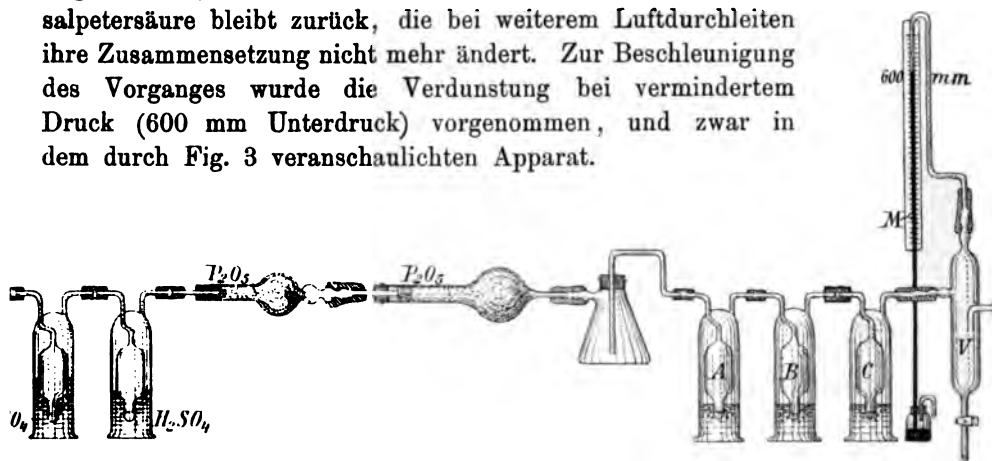 salpetersäure bleibt zurück, die bei weiterem Luftdurchleiten
ihre Zusammensetzung nicht mehr ändert. Zur Beschleunigung
des Vorganges wurde die Verdunstung bei vermindertem
Druck (600 mm Unterdruck) vorgenommen, und zwar in
dem durch Fig. 3 veranschaulichten Apparat.
600 mm
M
P₂O₅ P₂O₅
A B C V
O₄ H₂SO₄